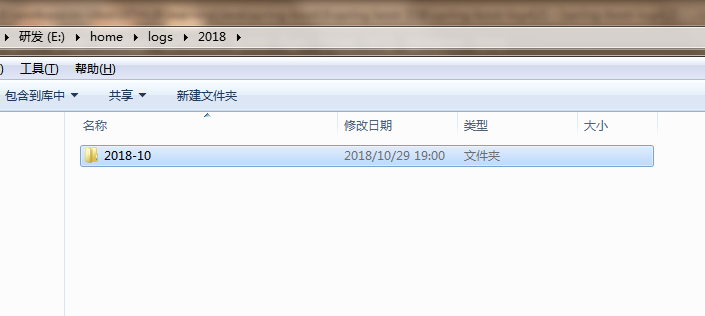 研发 (E:) home logs 2018
) 工具(T) 帮助(H)
包含到库中 共享 新建文件夹
名称 修改日期 类型 大小
2018-10 2018/10/29 19:00 文件夹